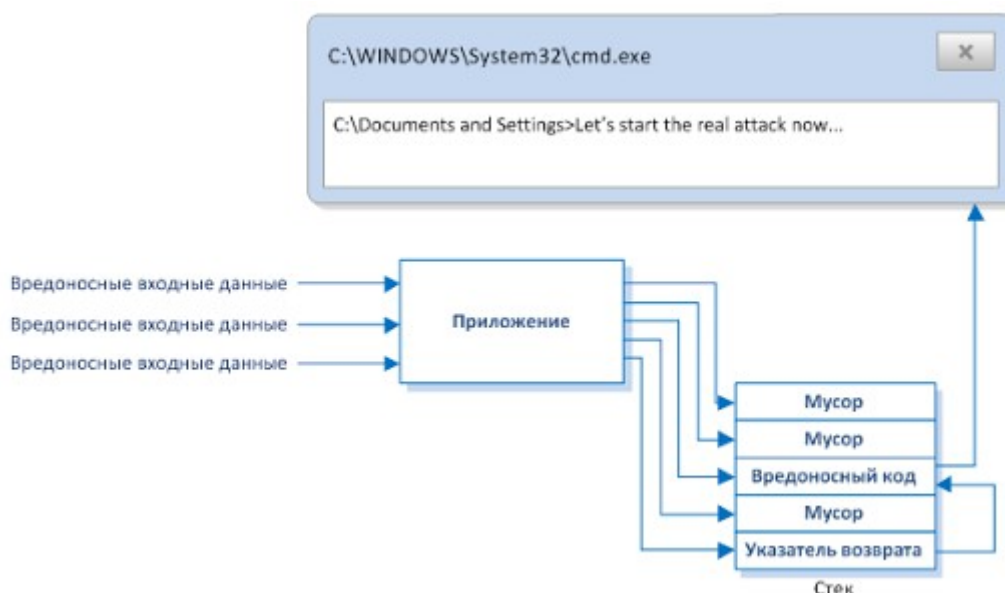 C:\WINDOWS\System32\cmd.exe
×
C:\Documents and Settings>Let's start the real attack now...
Вредоносные входные данные
Вредоносные входные данные
Вредоносные входные данные
Приложение
Мусор
Мусор
Вредоносный код
Мусор
Указатель возврата
Стек